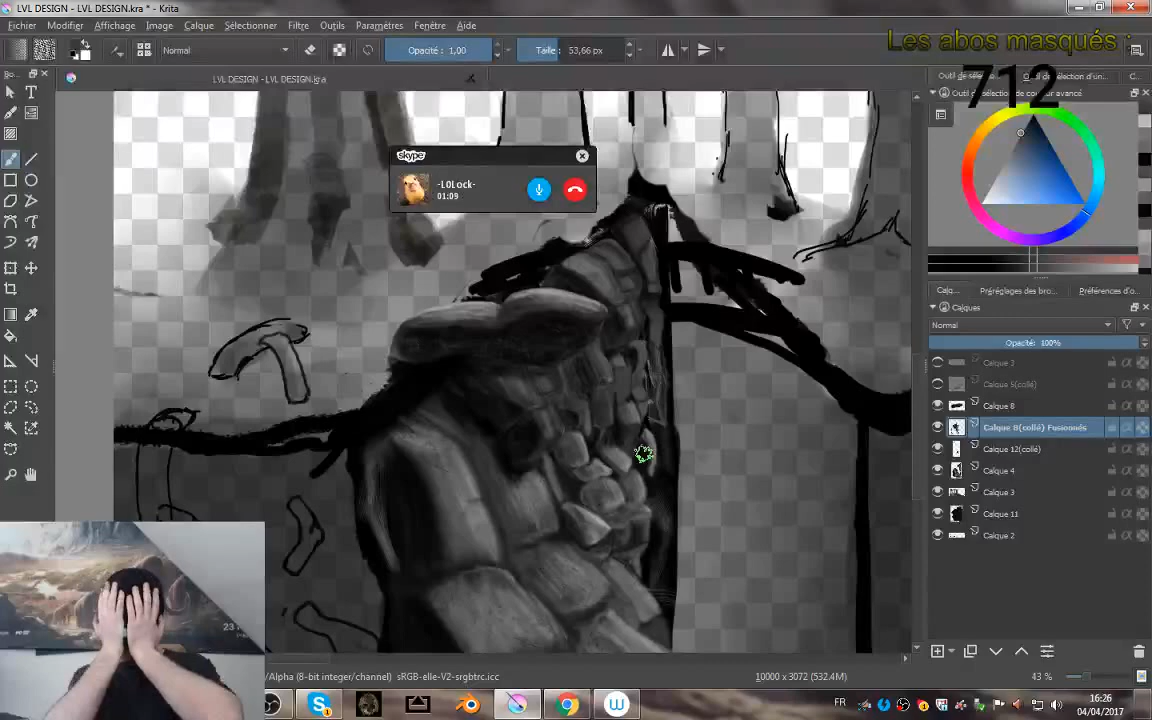 LVL DESIGN - LVL DESIGN.kra * - Krita
Fichier Modifier Affichage Image Calque Sélectionner Filtre Outils Paramètres Fenêtre Aide
Les abos masqués :
712
Normal
Opacité : 1,00
Taille : 53,66 px
LVL DESIGN - LVL DESIGN.kra
Outil de sélection de couleur avancé
skype
-L0Lock-
01:09
Calq...
Préréglages des bro...
Préférences d'o...
Calques
Normal
Opacité: 100%
Calque 3
Calque 5(collé)
Calque 8
Calque 8(collé) Fusionnés
Calque 12(collé)
Calque 4
Calque 3
Calque 11
Calque 2
23
/Alpha (8-bit integer/channel) sRGB-elle-V2-srgbtrc.icc
10000 x 3072 (532.4M)
43 %
FR
16:26
04/04/2017